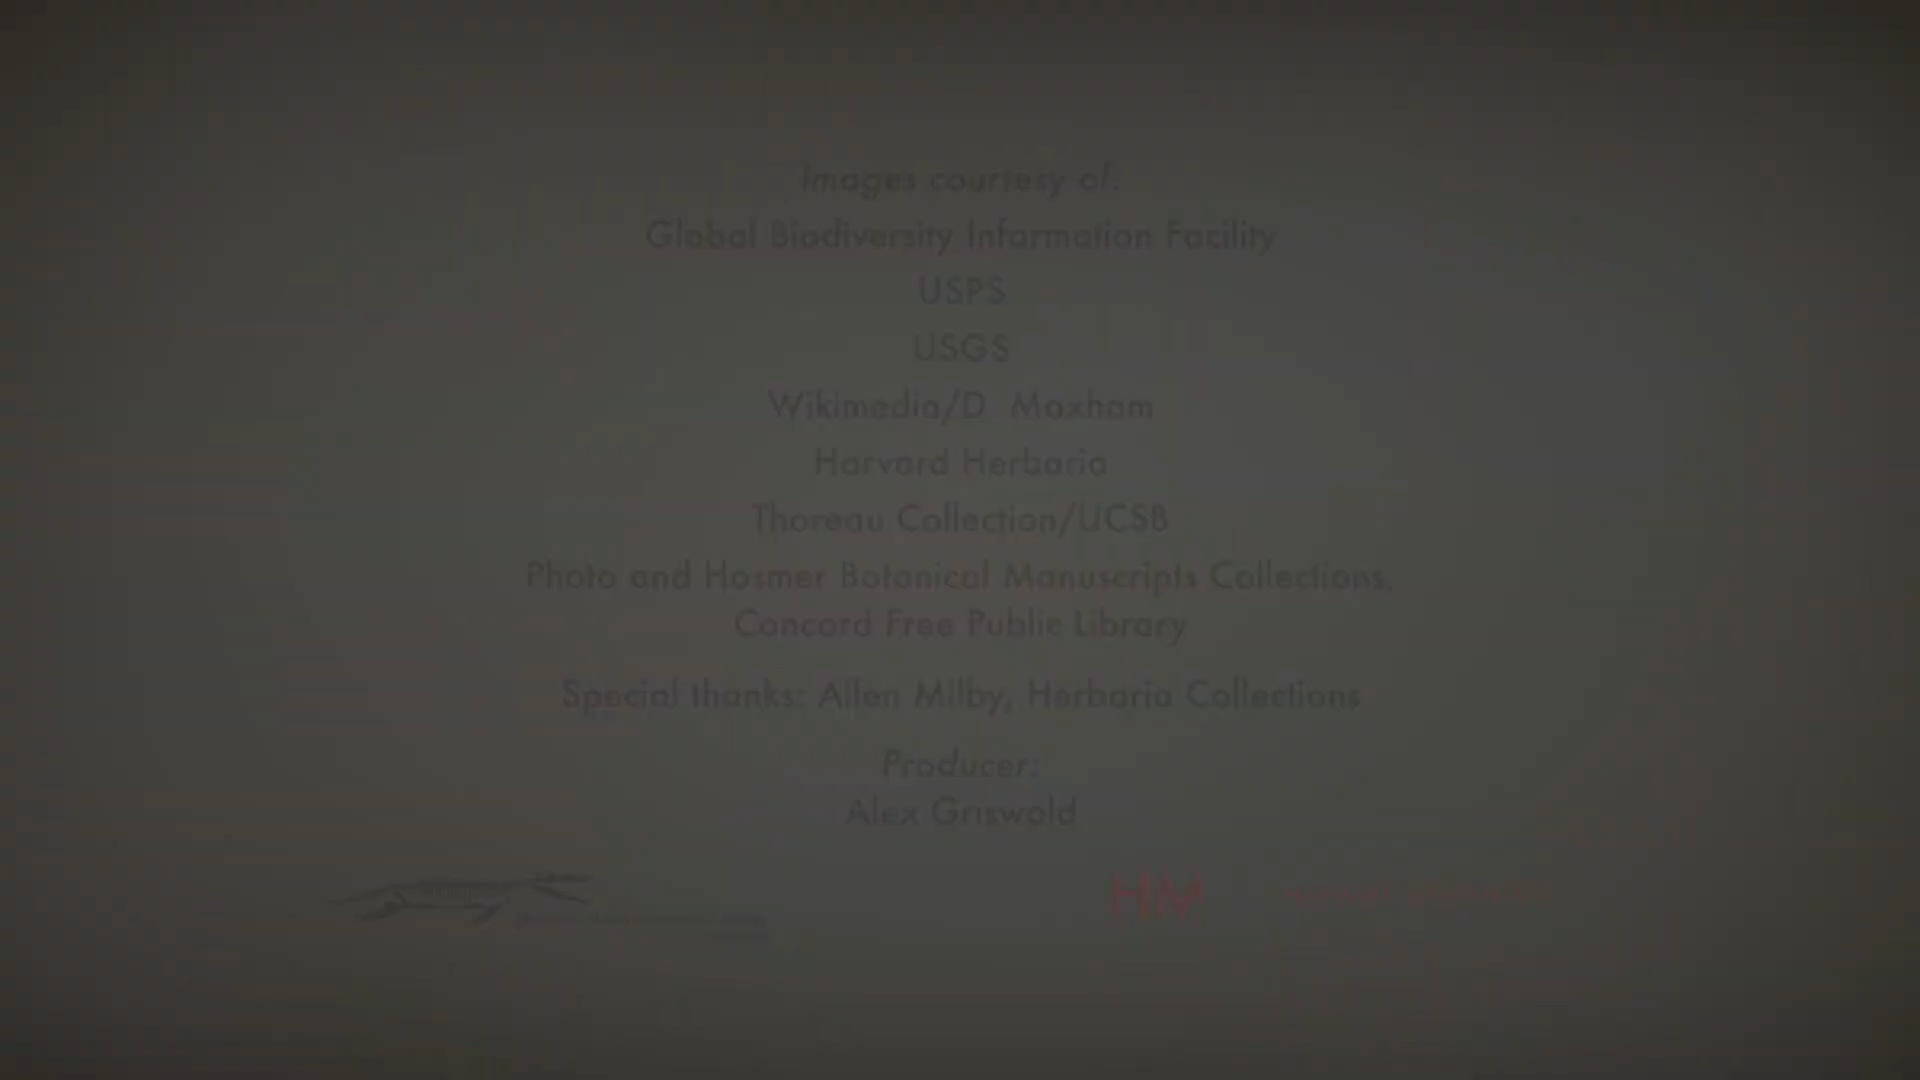 Images courtesy of:
Global Biodiversity Information Facility
USPS
USGS
Wikimedia/D  Maxham
Harvard Herbaria
Thoreau Collection/UCSB
Photo and Hosmer Botanical Manuscripts Collections,
Concord Free Public Library
Special thanks: Allen Milby, Herbaria Collections
Producer:
Alex Griswold
HM